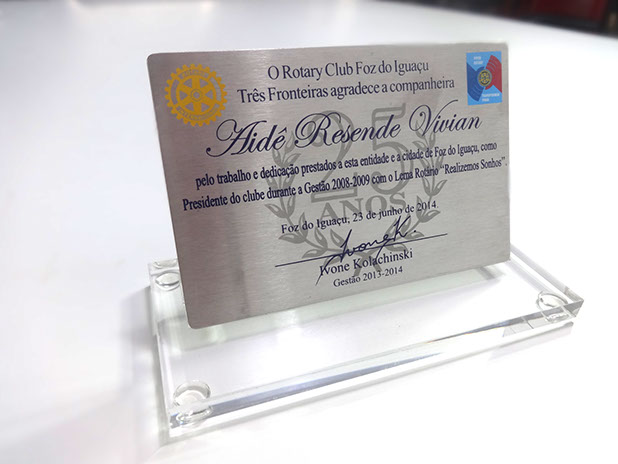 O Rotary Club Foz do Iguaçu
Três Fronteiras agradece a companheira
Aidê Resende Vivian
pelo trabalho e dedicação prestados a esta entidade e a cidade de Foz do Iguaçu, como
Presidente do clube durante a Gestão 2008-2009 com o Lema Rotário "Realizemos Sonhos".
25
ANOS
Foz do Iguaçu, 23 de junho de 2014.
Ivone K.
Ivone Kolachinski
Gestão 2013-2014